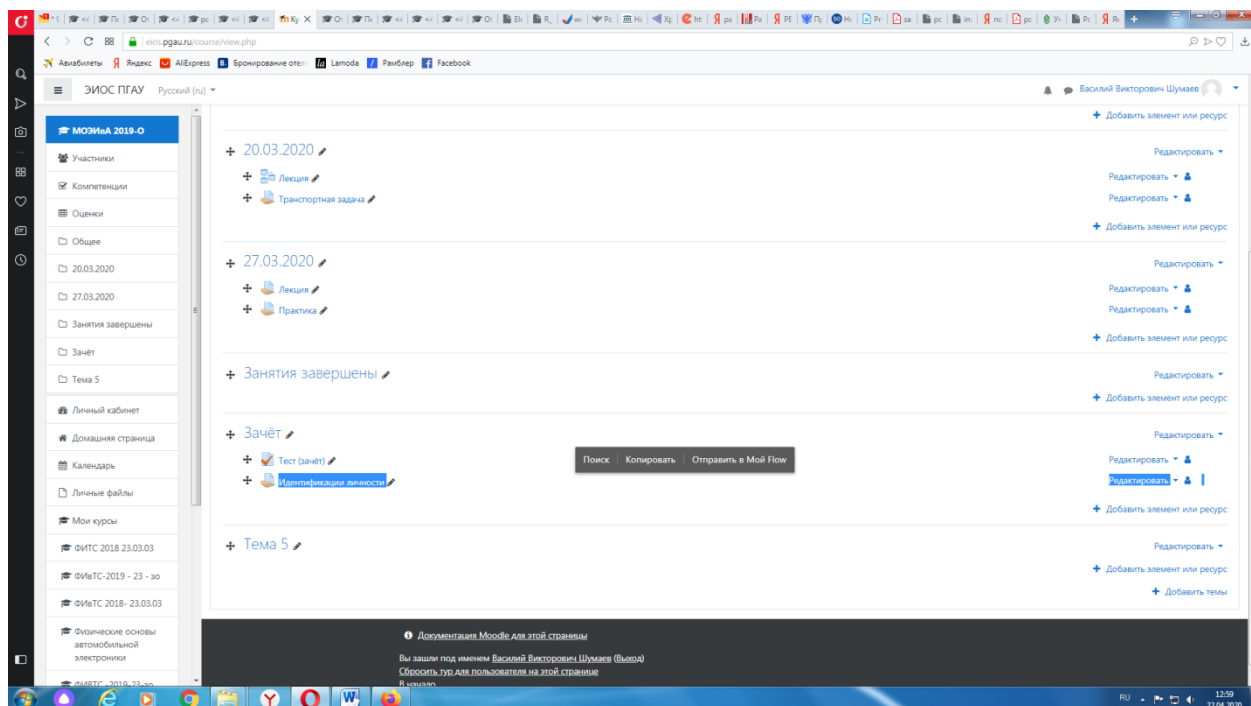 eios.pgau.ru/course/view.php
Авиабилеты Яндекс AliExpress Бронирование отел Lamoda Рамблер Facebook
ЭИОС ПГАУ Русский (ru) Василий Викторович Шумаев
МОЭИвА 2019-О
Участники
Компетенции
Оценки
Общее
20.03.2020
27.03.2020
Занятия завершены
Зачёт
Тема 5
Личный кабинет
Домашняя страница
Календарь
Личные файлы
Мои курсы
ФИТС 2018 23.03.03
ФИвТС-2019 - 23 - зо
ФИвТС 2018- 23.03.03
Физические основы
автомобильной
электроники
Добавить элемент или ресурс
20.03.2020 Редактировать
Лекция Редактировать
Транспортная задача Редактировать
Добавить элемент или ресурс
27.03.2020 Редактировать
Лекция Редактировать
Практика Редактировать
Добавить элемент или ресурс
Занятия завершены Редактировать
Добавить элемент или ресурс
Зачёт Редактировать
Поиск Копировать Отправить в Мой Flow
Тест (зачёт) Редактировать
Идентификации личности Редактировать
Добавить элемент или ресурс
Тема 5 Редактировать
Добавить элемент или ресурс
Добавить темы
Документация Moodle для этой страницы
Вы зашли под именем Василий Викторович Шумаев (Выход)
Сбросить тур для пользователя на этой странице
В начало
RU 12:59
22.04.2020